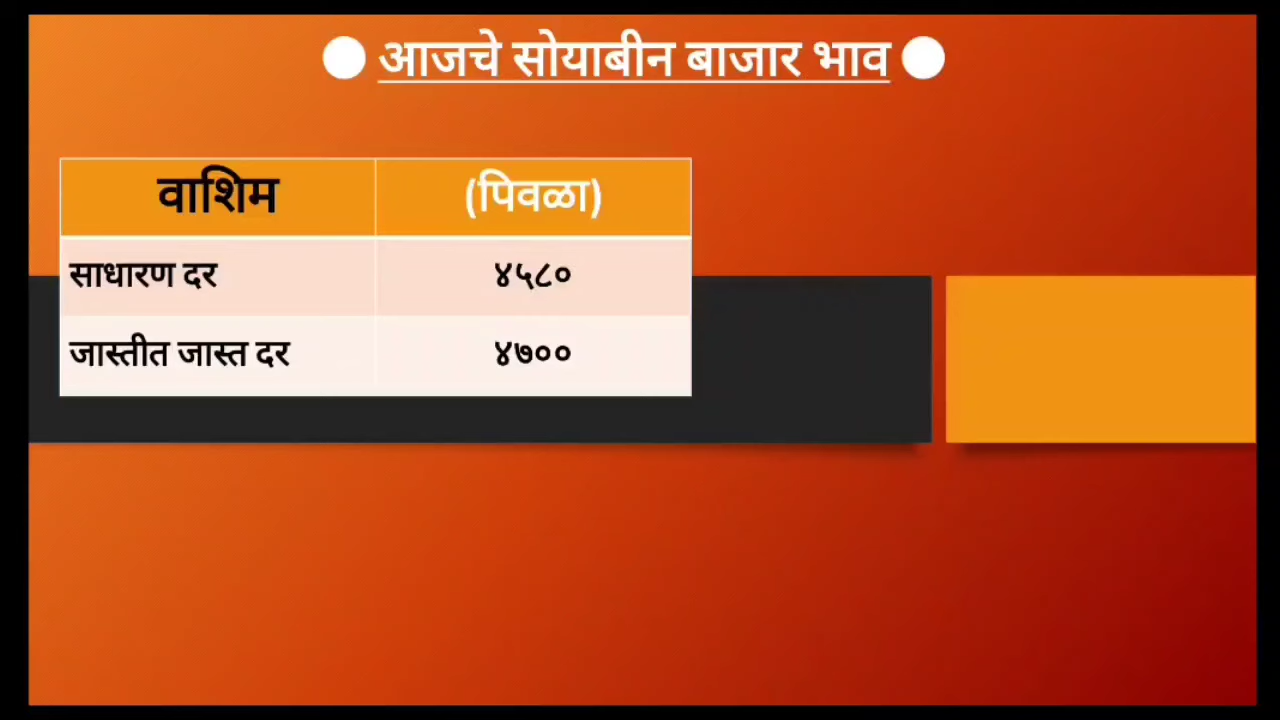 आजचे सोयाबीन बाजार भाव
वाशिम (पिवळा)
साधारण दर ४५८०
जास्तीत जास्त दर ४७००